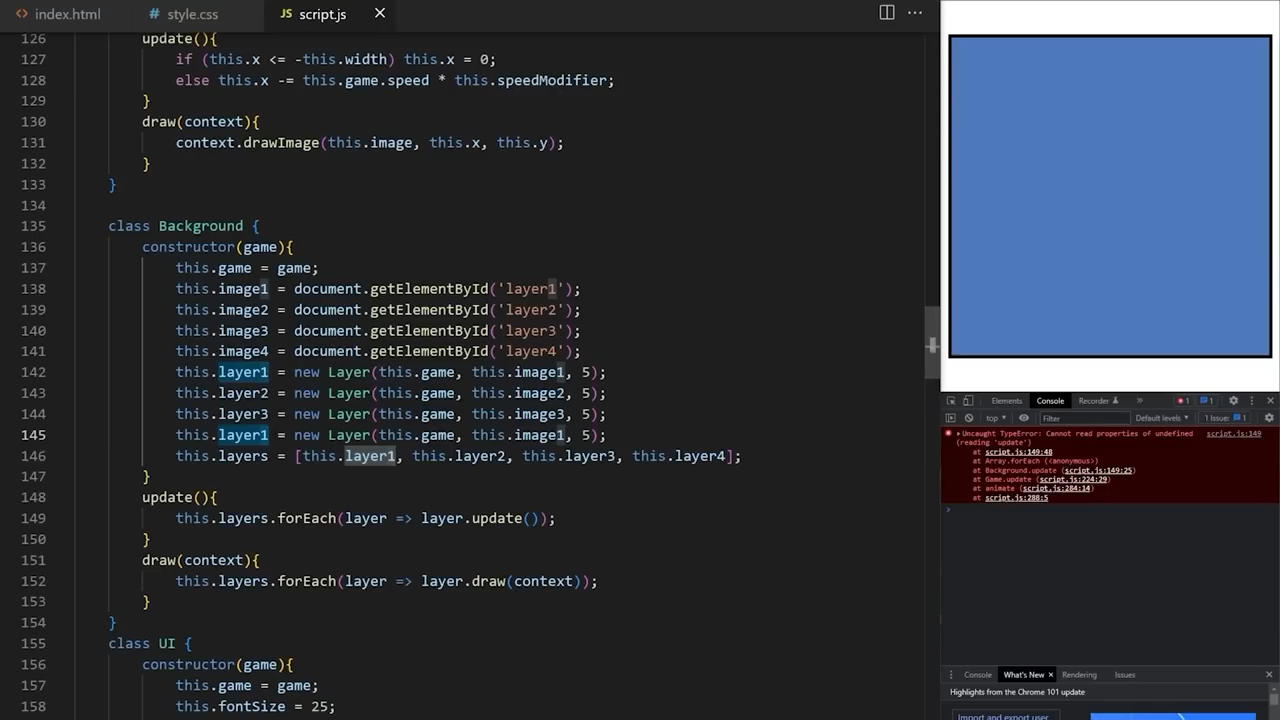 index.html
style.css
JS script.js
126 update(){
127 if (this.x <= -this.width) this.x = 0;
128 else this.x -= this.game.speed * this.speedModifier;
129 }
130 draw(context){
131 context.drawImage(this.image, this.x, this.y);
132 }
133 }
134
135 class Background {
136 constructor(game){
137 this.game = game;
138 this.image1 = document.getElementById('layer1');
139 this.image2 = document.getElementById('layer2');
140 this.image3 = document.getElementById('layer3');
141 this.image4 = document.getElementById('layer4');
142 this.layer1 = new Layer(this.game, this.image1, 5);
143 this.layer2 = new Layer(this.game, this.image2, 5);
144 this.layer3 = new Layer(this.game, this.image3, 5);
145 this.layer1 = new Layer(this.game, this.image1, 5);
146 this.layers = [this.layer1, this.layer2, this.layer3, this.layer4];
147 }
148 update(){
149 this.layers.forEach(layer => layer.update());
150 }
151 draw(context){
152 this.layers.forEach(layer => layer.draw(context));
153 }
154 }
155 class UI {
156 constructor(game){
157 this.game = game;
158 this.fontSize = 25;
Elements Console Recorder 1 1
top Filter Default levels 1 Issue: 1
Uncaught TypeError: Cannot read properties of undefined script.js:149
(reading 'update')
at script.js:149:48
at Array.forEach (<anonymous>)
at Background.update (script.js:149:25)
at Game.update (script.js:224:29)
at animate (script.js:284:14)
at script.js:288:5
Console What's New Rendering Issues
Highlights from the Chrome 101 update
Import and export user